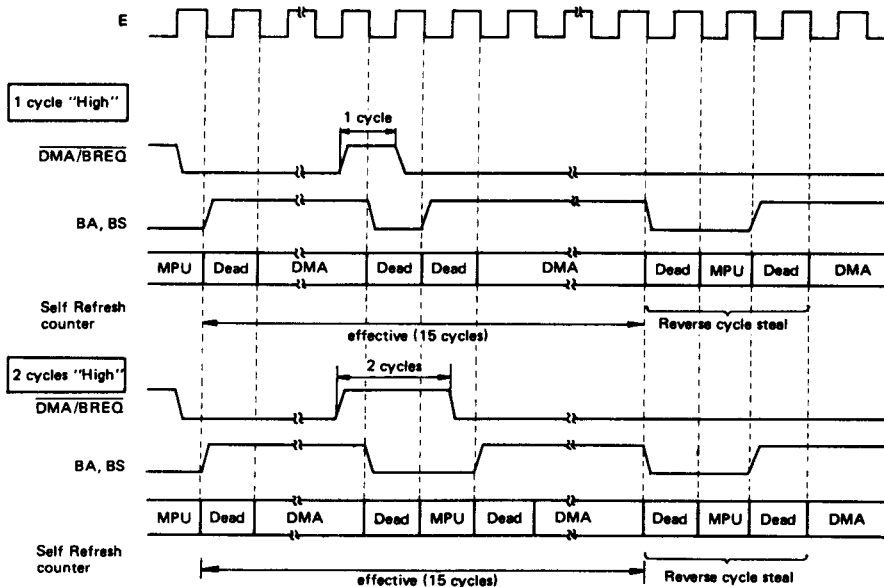 E
1 cycle "High"
1 cycle
DMA/BREQ
BA, BS
MPU Dead DMA Dead Dead DMA Dead MPU Dead DMA
Self Refresh
counter
effective (15 cycles)
Reverse cycle steal
2 cycles "High"
2 cycles
DMA/BREQ
BA, BS
MPU Dead DMA Dead MPU Dead DMA Dead MPU Dead DMA
Self Refresh
counter
effective (15 cycles)
Reverse cycle steal